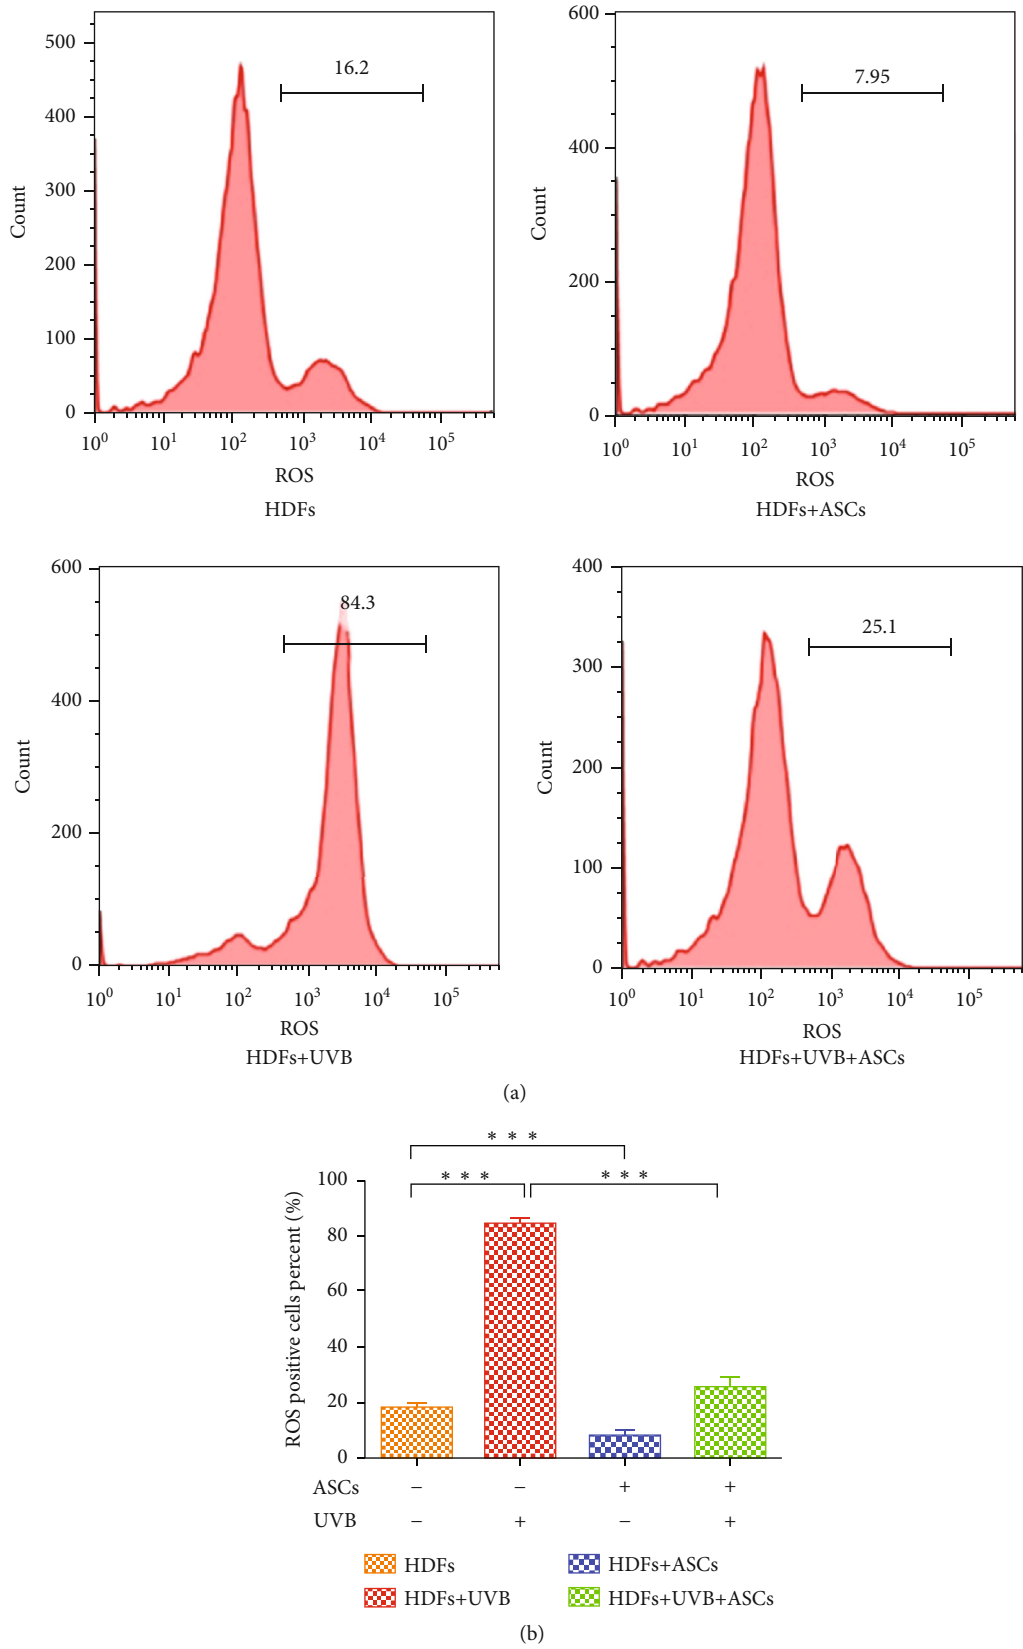 500
400
300
200
100
0
Count
16.2
10⁰ 10¹ 10² 10³ 10⁴ 10⁵
ROS
HDFs
600
400
200
0
Count
7.95
10⁰ 10¹ 10² 10³ 10⁴ 10⁵
ROS
HDFs+ASCs
600
400
200
0
Count
84.3
10⁰ 10¹ 10² 10³ 10⁴ 10⁵
ROS
HDFs+UVB
400
300
200
100
0
Count
25.1
10⁰ 10¹ 10² 10³ 10⁴ 10⁵
ROS
HDFs+UVB+ASCs
(a)
* * *
* * *
* * *
ROS positive cells percent (%)
100
80
60
40
20
0
ASCs − − + +
UVB − + − +
HDFs
HDFs+UVB
HDFs+ASCs
HDFs+UVB+ASCs
(b)